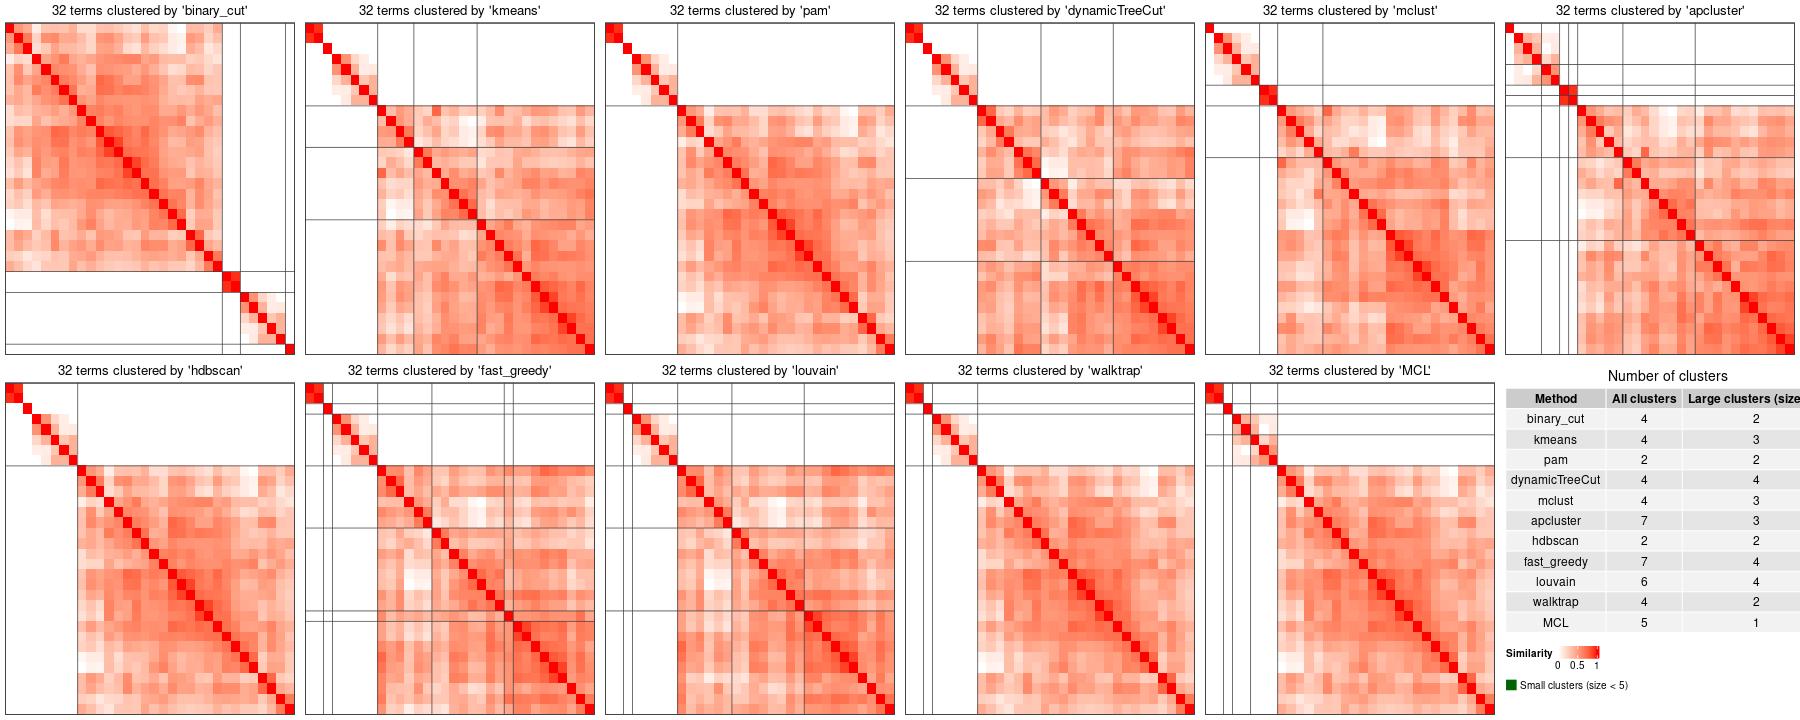 32 terms clustered by 'binary_cut'
32 terms clustered by 'kmeans'
32 terms clustered by 'pam'
32 terms clustered by 'dynamicTreeCut'
32 terms clustered by 'mclust'
32 terms clustered by 'apcluster'
32 terms clustered by 'hdbscan'
32 terms clustered by 'fast_greedy'
32 terms clustered by 'louvain'
32 terms clustered by 'walktrap'
32 terms clustered by 'MCL'
Number of clusters
Method All clusters Large clusters (size
binary_cut 4 2
kmeans 4 3
pam 2 2
dynamicTreeCut 4 4
mclust 4 3
apcluster 7 3
hdbscan 2 2
fast_greedy 7 4
louvain 6 4
walktrap 4 2
MCL 5 1
Similarity
0 0.5 1
Small clusters (size < 5)